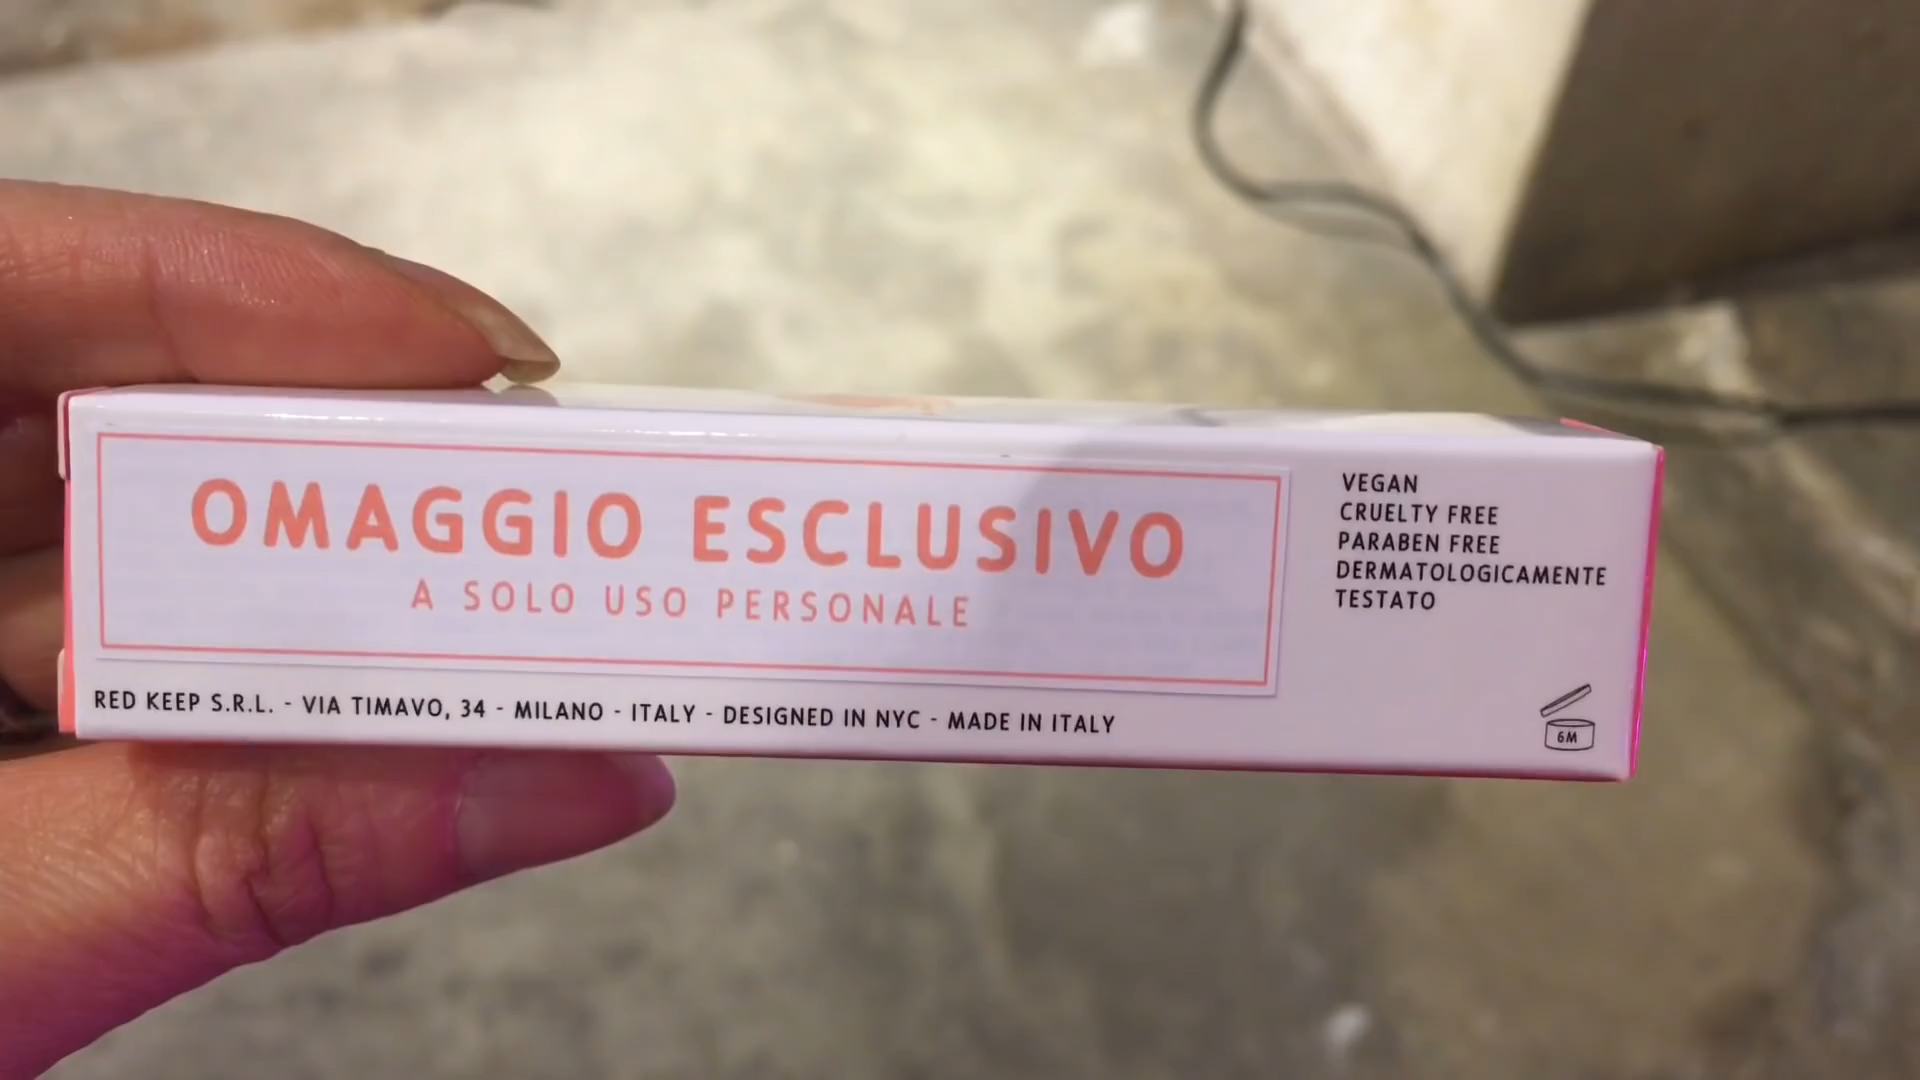 OMAGGIO ESCLUSIVO
A SOLO USO PERSONALE
RED KEEP S.R.L. - VIA TIMAVO, 34 - MILANO - ITALY - DESIGNED IN NYC - MADE IN ITALY
VEGAN
CRUELTY FREE
PARABEN FREE
DERMATOLOGICAMENTE
TESTATO
6M